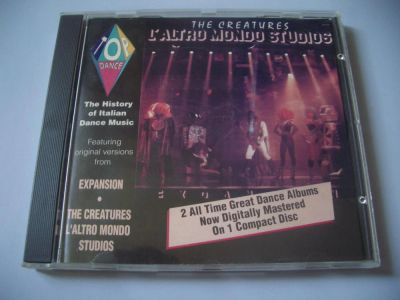 TOP
DANCE
The History
of Italian
Dance Music
Featuring
original versions
from
EXPANSION
•
THE CREATURES
L'ALTRO MONDO
STUDIOS
THE CREATURES
L'ALTRO MONDO STUDIOS
2 All Time Great Dance Albums
Now Digitally Mastered
On 1 Compact Disc